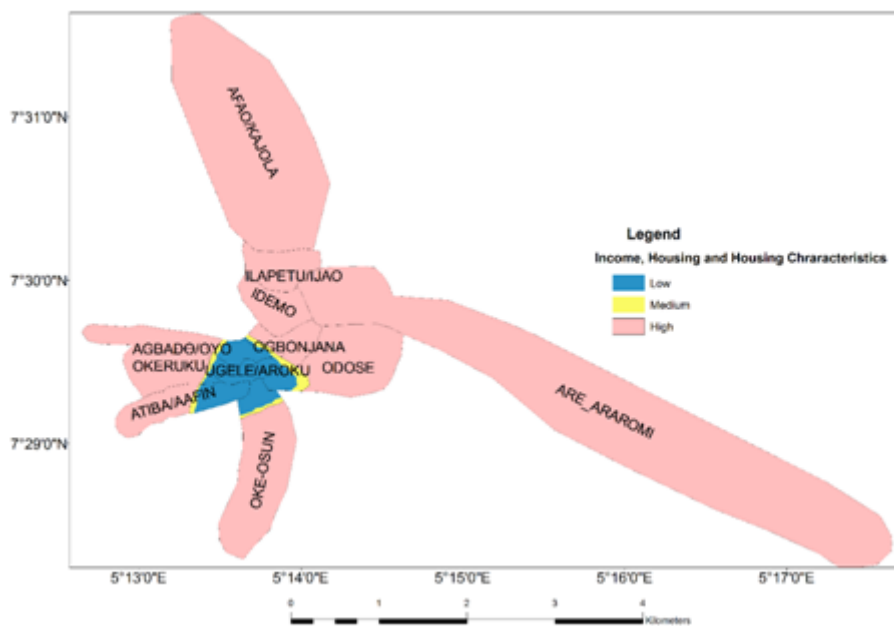 7°31'0"N
7°30'0"N
7°29'0"N
AFAO/KAJOLA
ILAPETU/IJAO
IDEMO
AGBADO/OYO
OGBONJANA
OKERUKU
UGELE/AROKU
ODOSE
ATIBA/AAFIN
OKE-OSUN
ARE_ARAROMI
Legend
Income, Housing and Housing Chraracteristics
Low
Medium
High
5°13'0"E
5°14'0"E
5°15'0"E
5°16'0"E
5°17'0"E
0
1
2
3
4
Kilometers